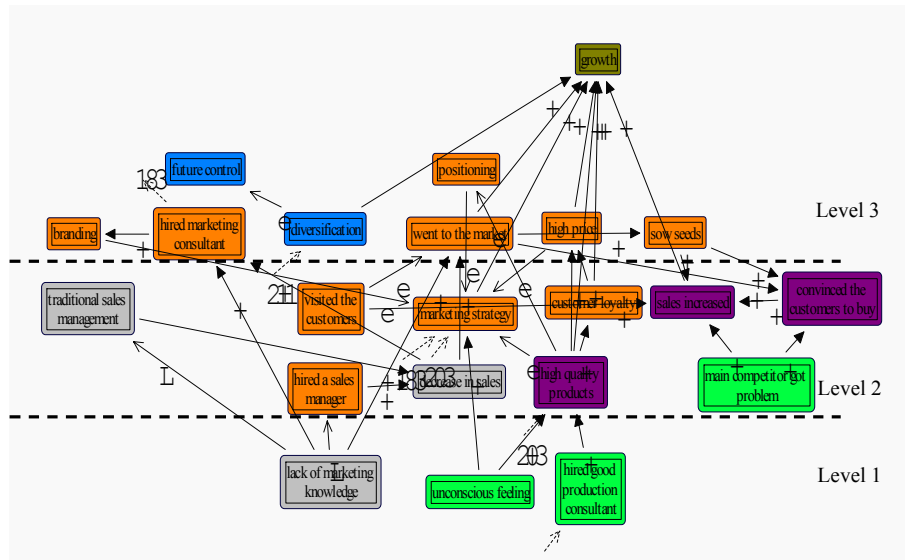 growth
+
+
+
+
+
+
future control
positioning
183
branding
hired marketing
consultant
e
diversification
went to the market
e
high price
sow seeds
Level 3
+
+
+
traditional sales
management
visited the
customers
e
e
e
e
marketing strategy
+
customer loyalty
+
+
sales increased
+
+
+
convinced the
customers to buy
+
L
hired a sales
manager
+
+
183
203
decrease in sales
+
e
high quality
products
+
main competitor got
problem
+
+
Level 2
L
lack of marketing
knowledge
unconscious feeling
203
hired good
production
consultant
+
Level 1